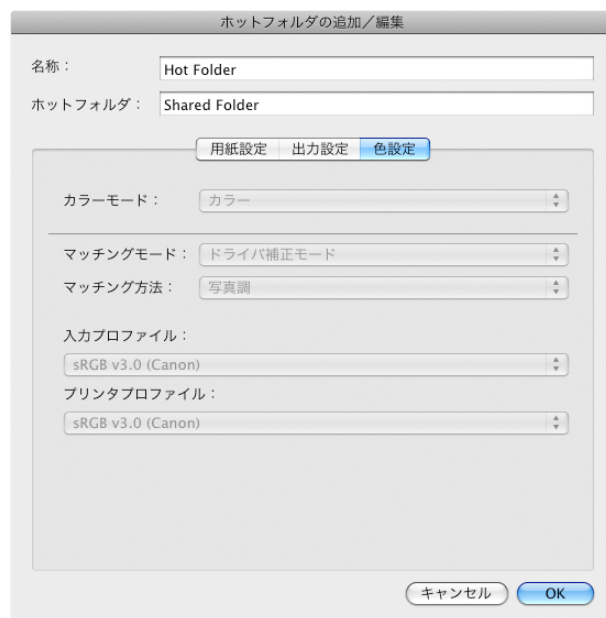 ホットフォルダの追加／編集
名称： Hot Folder
ホットフォルダ： Shared Folder
用紙設定 出力設定 色設定
カラーモード： カラー
マッチングモード： ドライバ補正モード
マッチング方法： 写真調
入力プロファイル：
sRGB v3.0 (Canon)
プリンタプロファイル：
sRGB v3.0 (Canon)
キャンセル OK